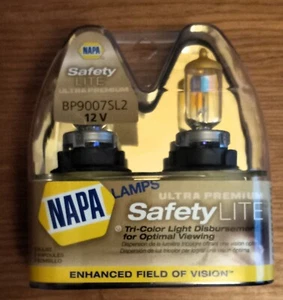 NAPA
Safety
LITE
ULTRA PREMIUM
BP9007SL2
12 V
LAMPS
NAPA
ULTRA PREMIUM
SafetyLITE
Tri-Color Light Disbursement
for Optimal Viewing
ENHANCED FIELD OF VISION™